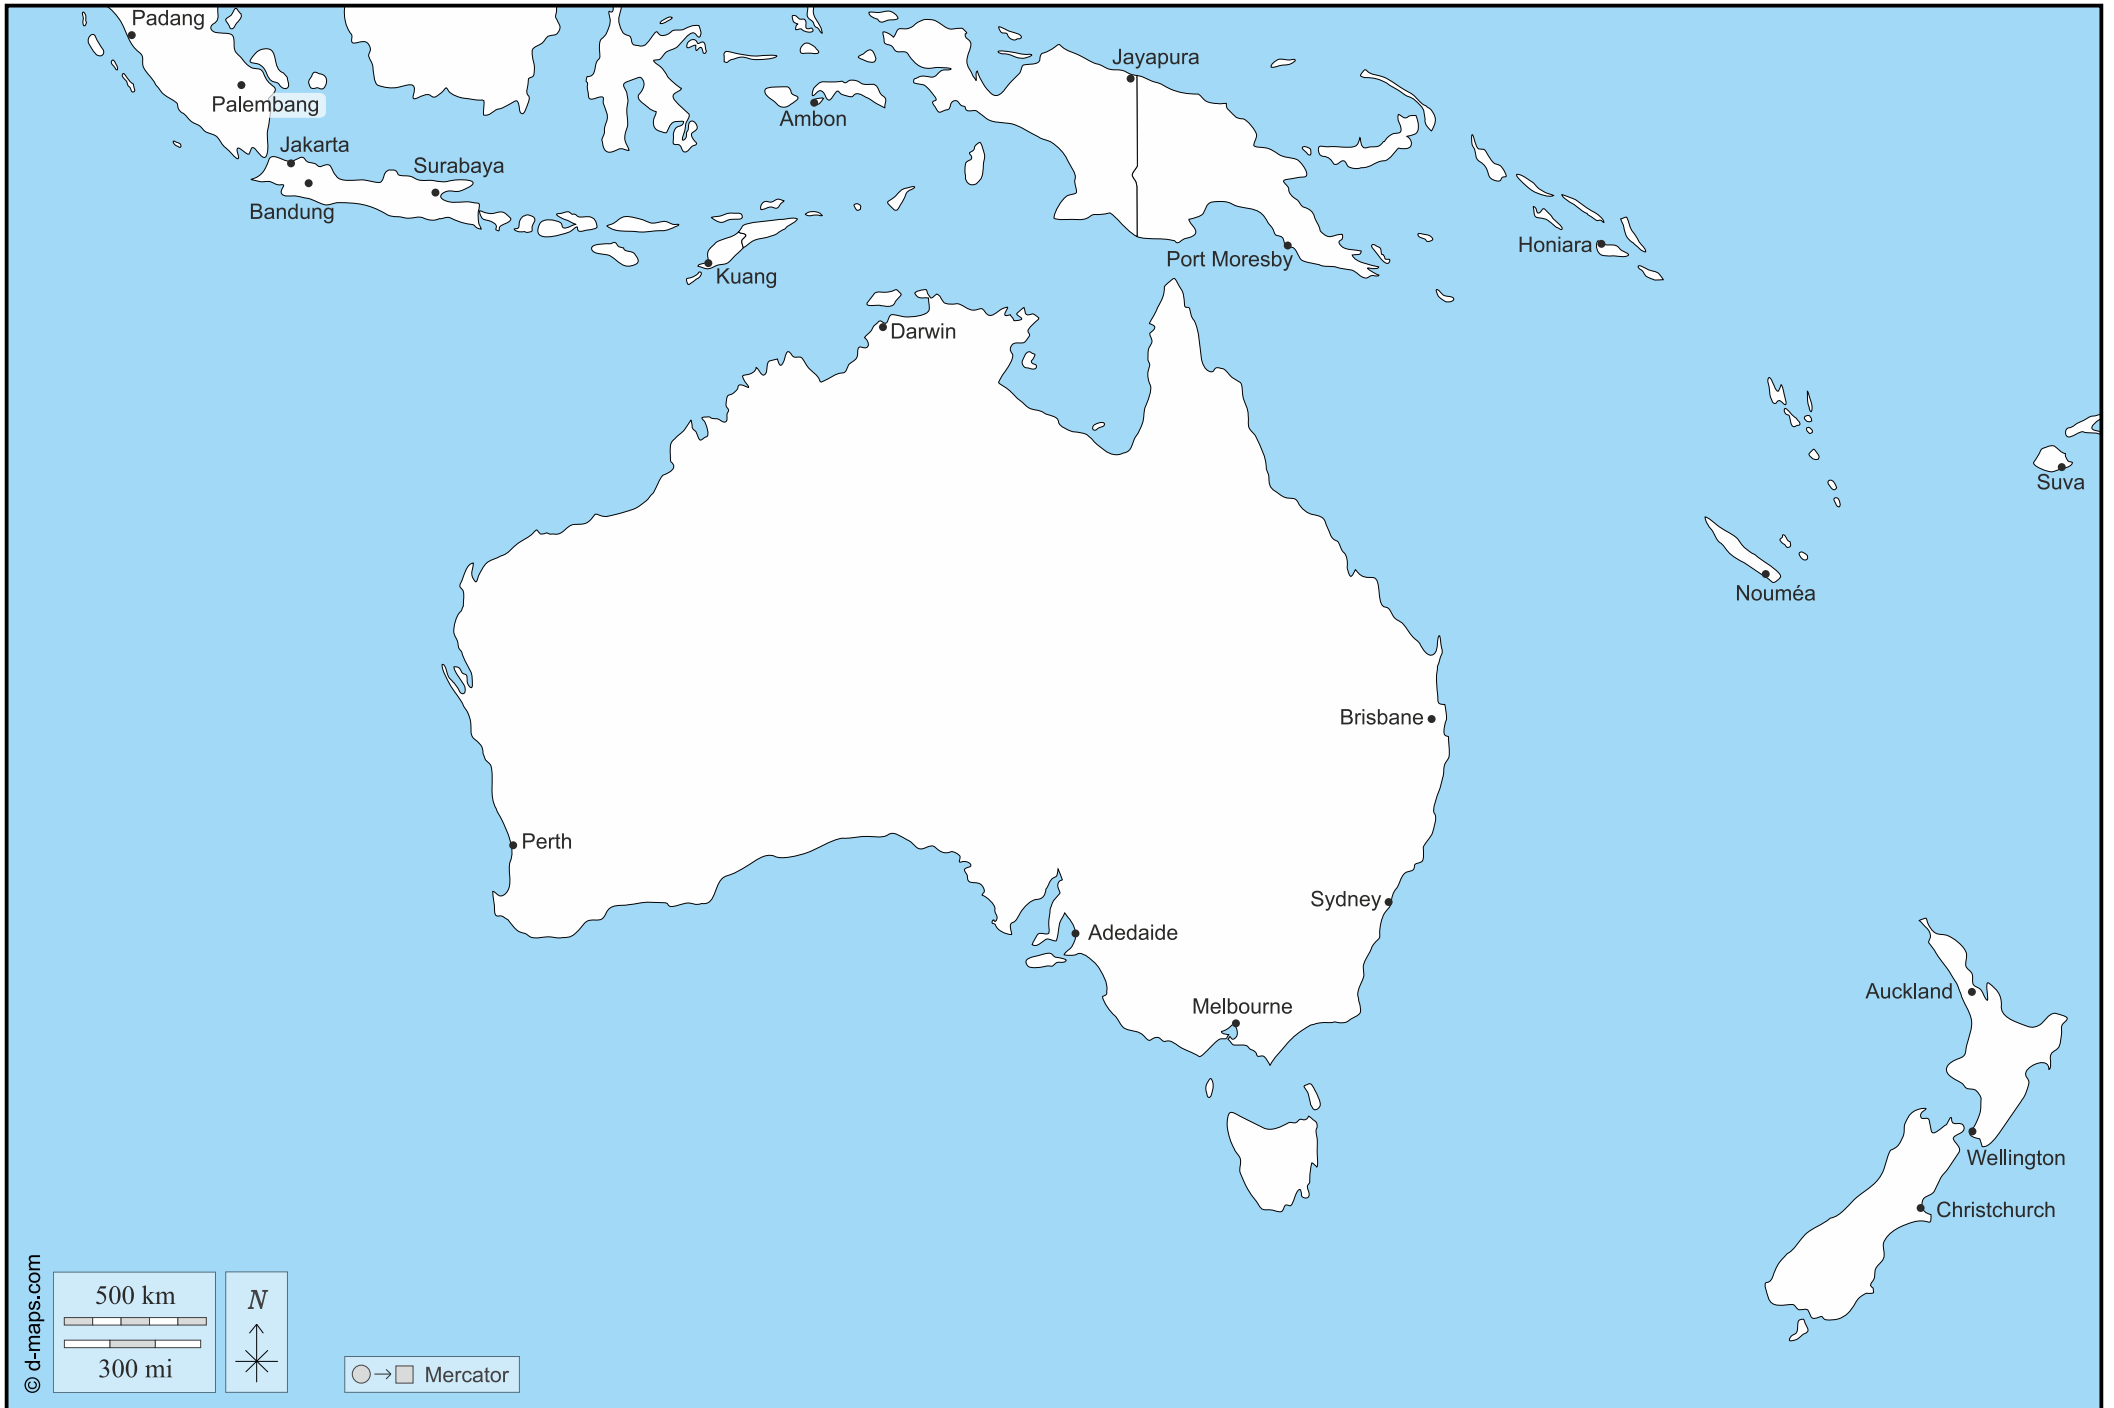 Padang
Jayapura
Palembang
Ambon
Jakarta
Surabaya
Bandung
Honiara
Port Moresby
Kuang
Darwin
Suva
Nouméa
Brisbane
Perth
Sydney
Adedaide
Auckland
Melbourne
Wellington
Christchurch
© d-maps.com
500 km
300 mi
N
Mercator